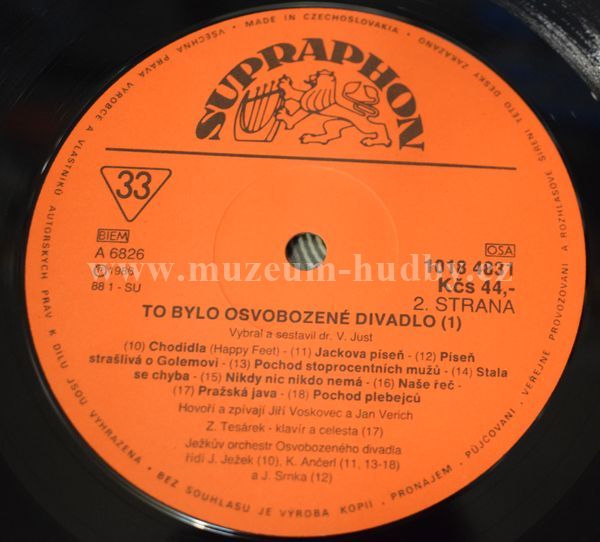 SUPRAPHON
33
BIEM
A 6826
℗ 1986
88 1 - SU
OSA
1018 4831
Kčs 44,-
2. STRANA
www.muzeum-hudby.cz
TO BYLO OSVOBOZENÉ DIVADLO (1)
Vybral a sestavil dr. V. Just
(10) Chodidla (Happy Feet) - (11) Jackova píseň - (12) Píseň
strašlivá o Golemovi - (13) Pochod stoprocentních mužů - (14) Stala
se chyba - (15) Nikdy nic nikdo nemá - (16) Naše řeč -
(17) Pražská java - (18) Pochod plebejců
Hovoří a zpívají Jiří Voskovec a Jan Verich
Z. Tesárek - klavír a celesta (17)
Ježkův orchestr Osvobozeného divadla
řídí J. Ježek (10), K. Ančerl (11, 13-18)
a J. Srnka (12)
MADE IN CZECHOSLOVAKIA • VŠECHNA PRÁVA VÝROBCE A VLASTNÍKŮ AUTORSKÝCH PRÁV K DÍLU JSOU VYHRAZENA • BEZ SOUHLASU JE VÝROBA KOPIÍ • PRONÁJEM • PŮJČOVÁNÍ • VEŘEJNÉ PROVOZOVÁNÍ A ROZHLASOVÉ ŠÍŘENÍ TÉTO DESKY ZAKÁZÁNO •